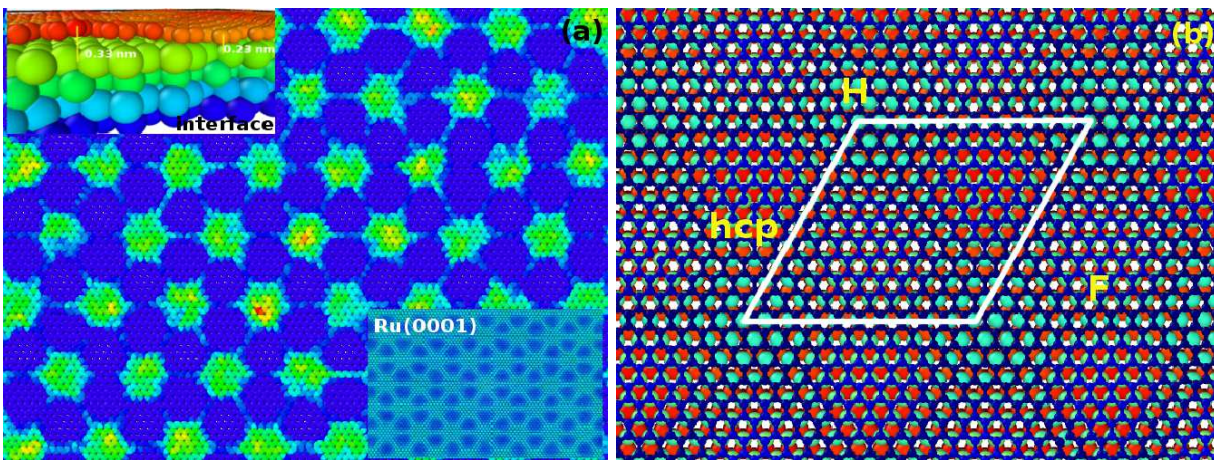 (a)
0.33 nm
0.23 nm
Interface
Ru(0001)
(b)
H
hcp
F